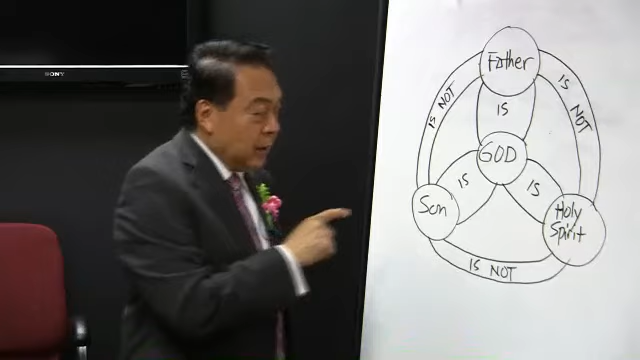 SONY
Father
IS NOT
IS
IS NOT
GOD
IS
IS
Son
Holy
Spirit
IS NOT